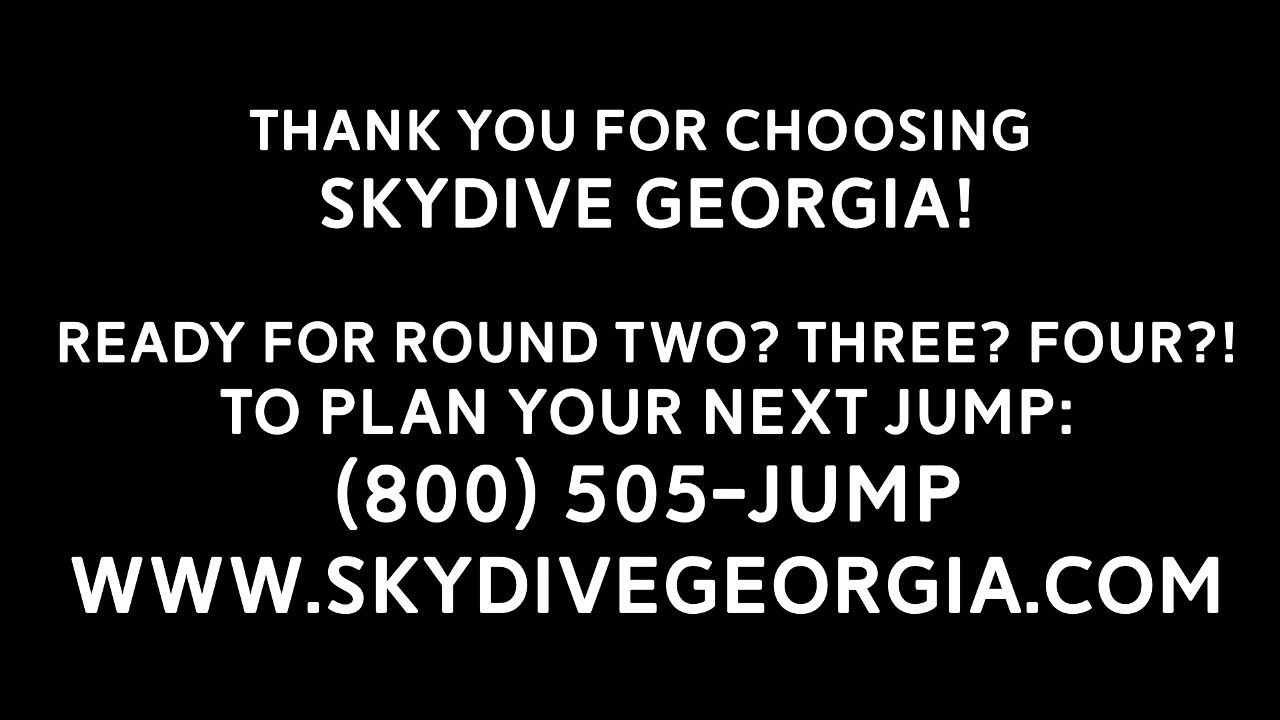 THANK YOU FOR CHOOSING
SKYDIVE GEORGIA!
READY FOR ROUND TWO? THREE? FOUR?!
TO PLAN YOUR NEXT JUMP:
(800) 505-JUMP
WWW.SKYDIVEGEORGIA.COM